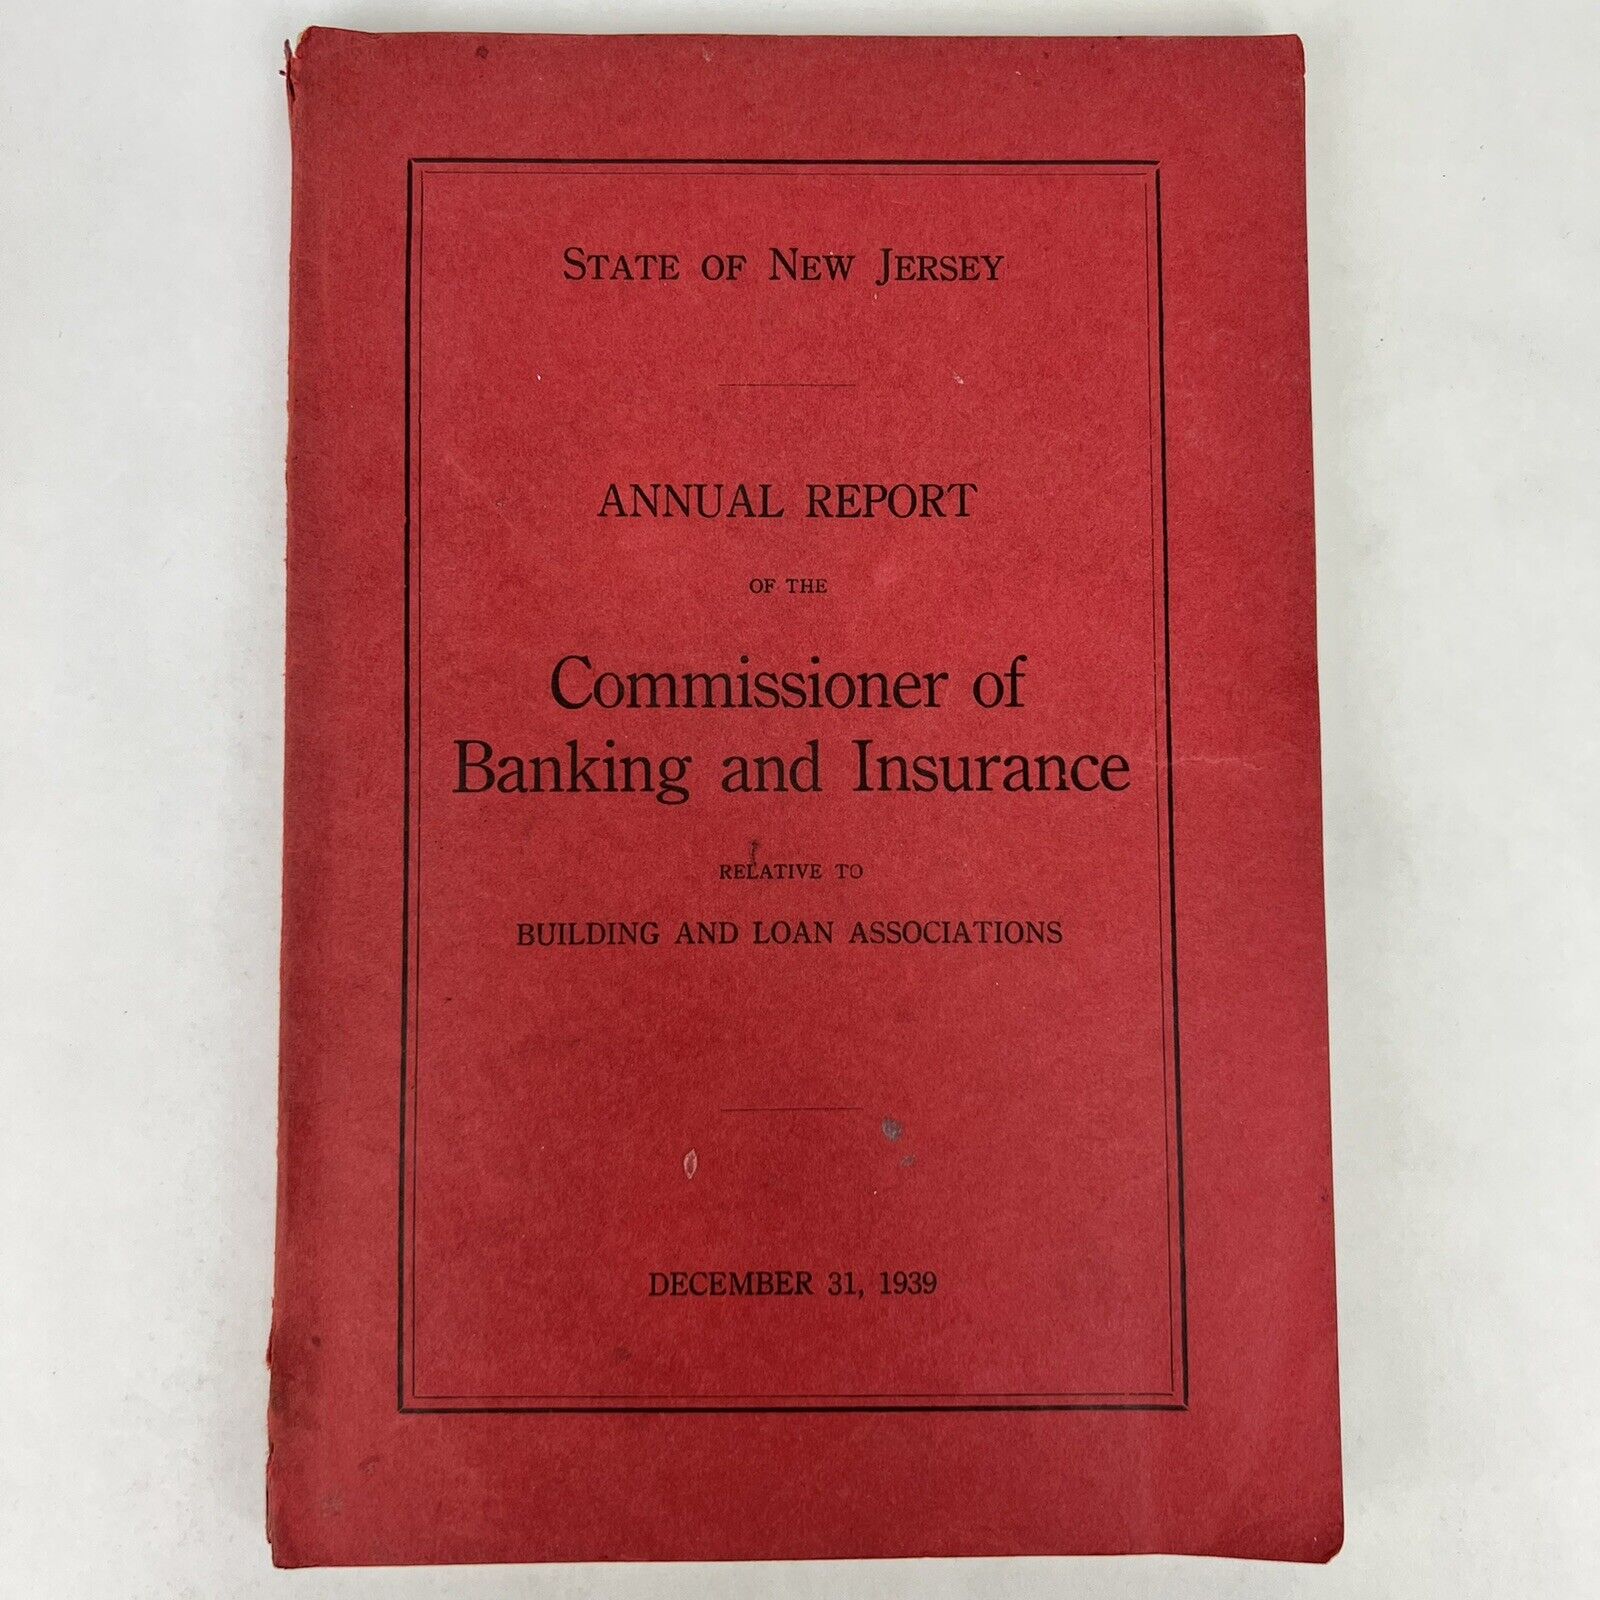 STATE OF NEW JERSEY
ANNUAL REPORT
OF THE
Commissioner of
Banking and Insurance
RELATIVE TO
BUILDING AND LOAN ASSOCIATIONS
DECEMBER 31, 1939